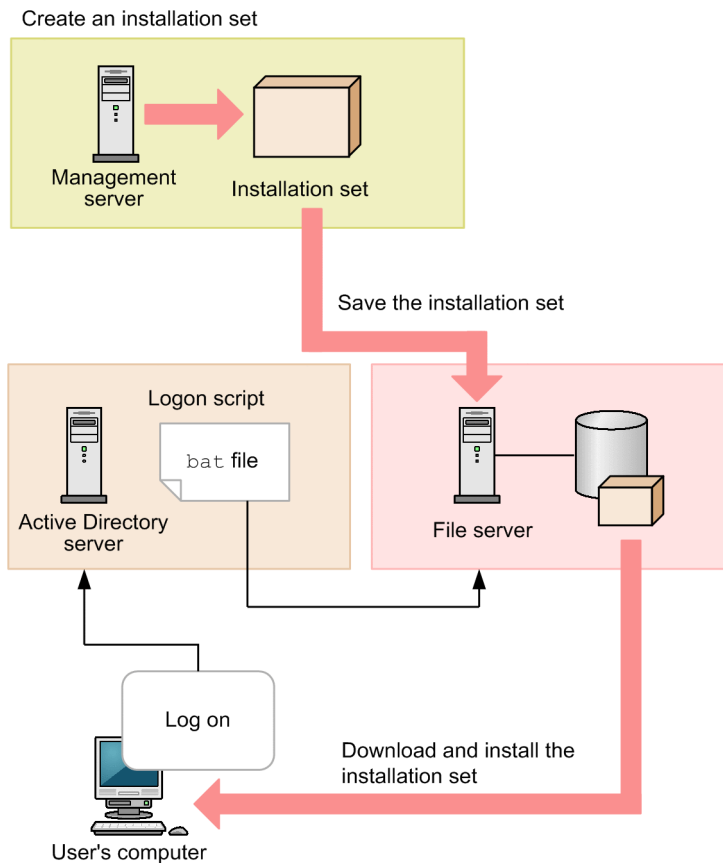 Create an installation set
Management
server
Installation set
Save the installation set
Logon script
bat file
Active Directory
server
File server
Log on
Download and install the
installation set
User's computer